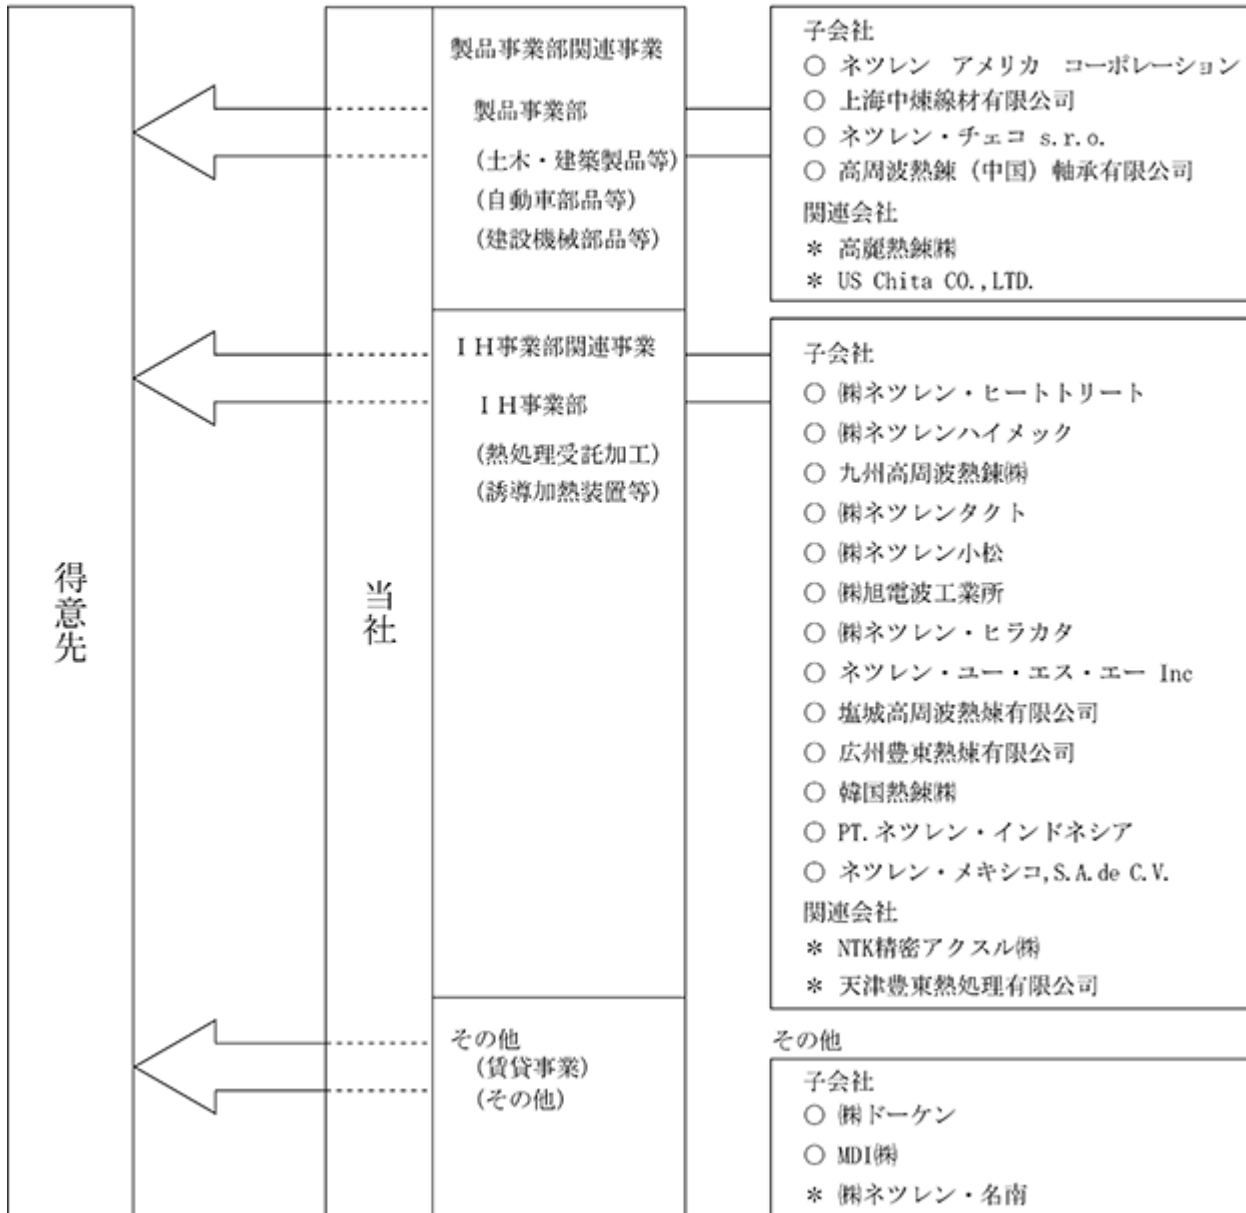 得意先
当社
製品事業部関連事業
製品事業部
(土木・建築製品等)
(自動車部品等)
(建設機械部品等)
子会社
○ ネツレン アメリカ コーポレーション
○ 上海中煉線材有限公司
○ ネツレン・チェコ s.r.o.
○ 高周波熱錬（中国）軸承有限公司
関連会社
＊ 高麗熱錬㈱
＊ US Chita CO.,LTD.
ＩＨ事業部関連事業
ＩＨ事業部
(熱処理受託加工)
(誘導加熱装置等)
子会社
○ ㈱ネツレン・ヒートトリート
○ ㈱ネツレンハイメック
○ 九州高周波熱錬㈱
○ ㈱ネツレンタクト
○ ㈱ネツレン小松
○ ㈱旭電波工業所
○ ㈱ネツレン・ヒラカタ
○ ネツレン・ユー・エス・エー Inc
○ 塩城高周波熱煉有限公司
○ 広州豊東熱煉有限公司
○ 韓国熱錬㈱
○ PT.ネツレン・インドネシア
○ ネツレン・メキシコ,S.A.de C.V.
関連会社
＊ NTK精密アクスル㈱
＊ 天津豊東熱処理有限公司
その他
(賃貸事業)
(その他)
その他
子会社
○ ㈱ドーケン
○ MDI㈱
＊ ㈱ネツレン・名南